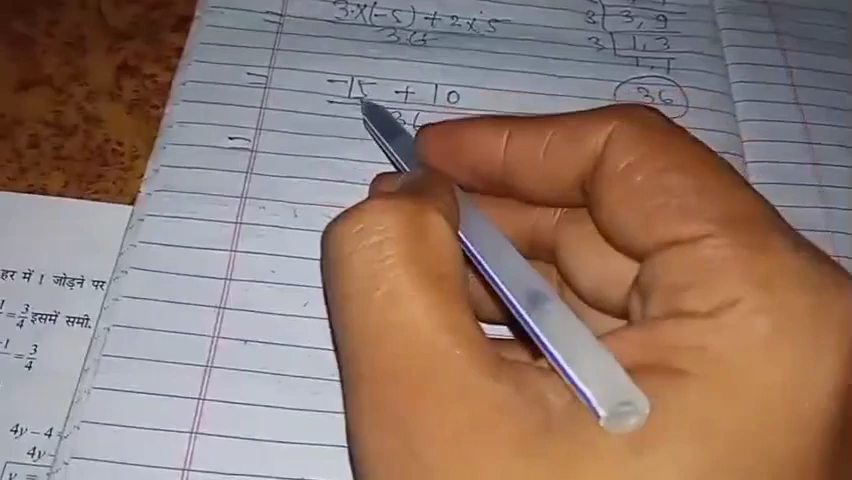 3×(-5) + 2×5
36
3, 9
3 1, 3
1, 1
= -15 + 10
36
36
=
हर में 1 जोड़ने पर
= 3/4 इसमें समी.
= 3/4
4y - 4 =
4y
y =